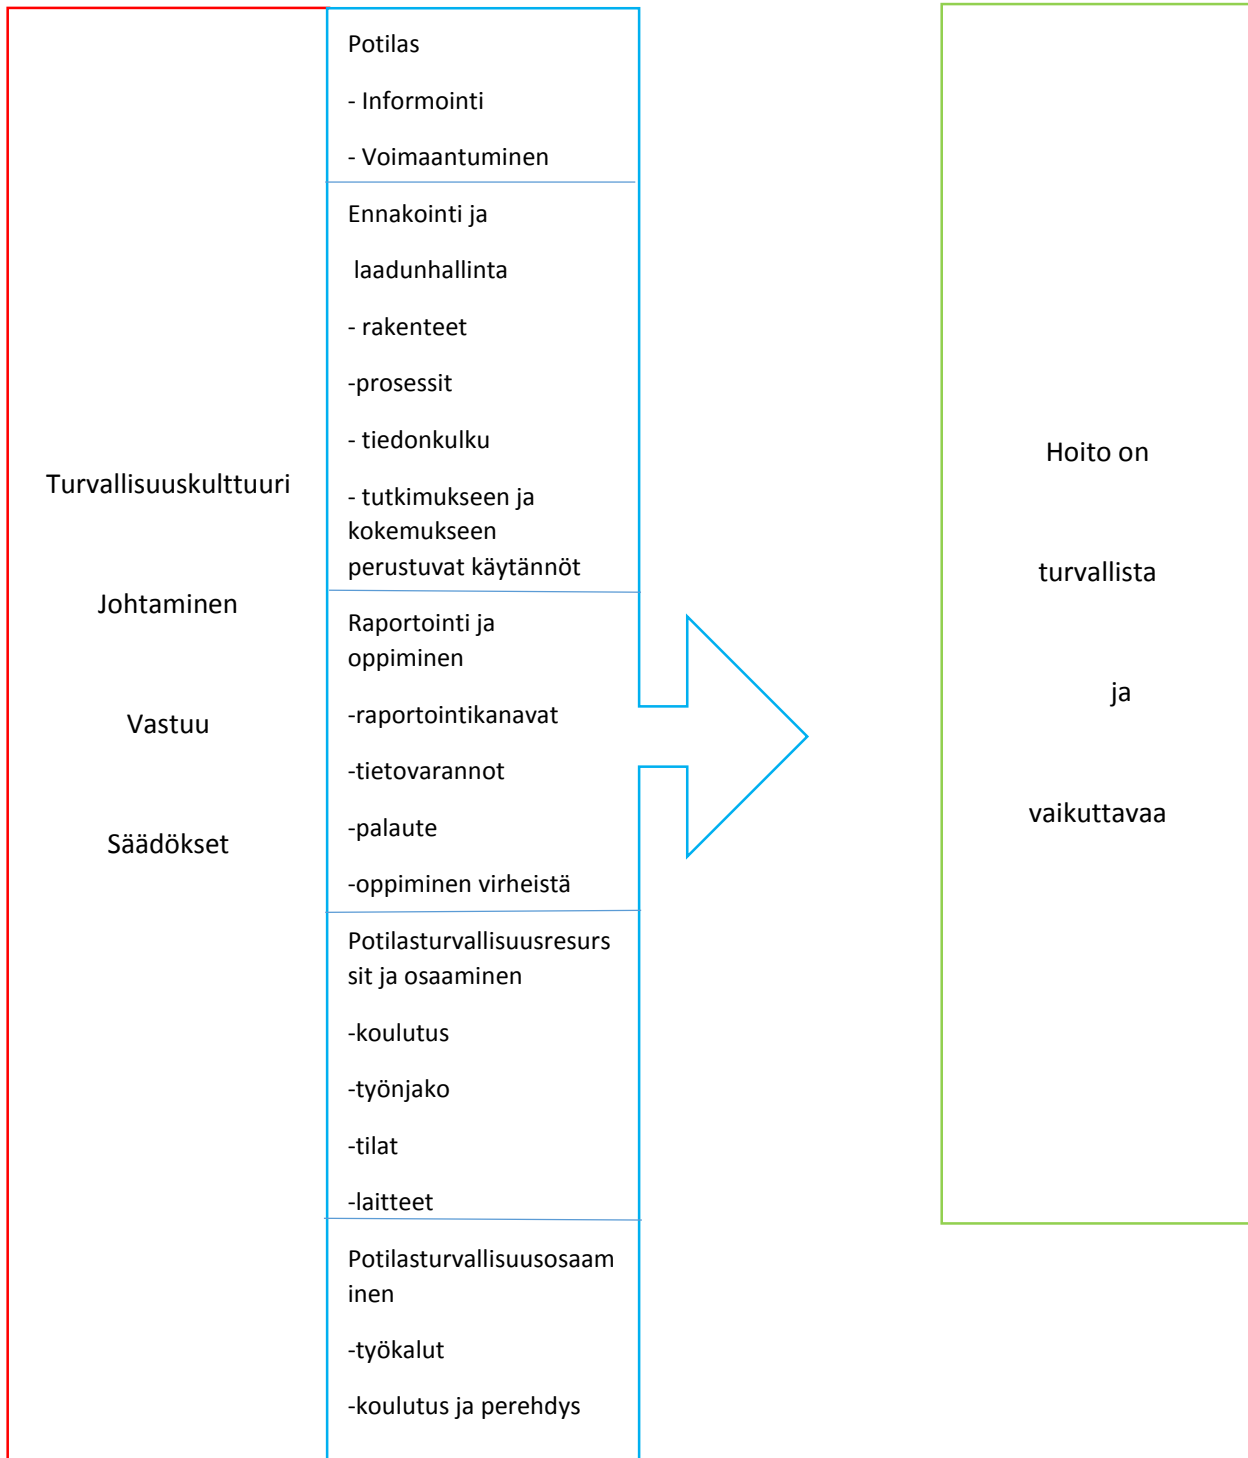 Turvallisuuskulttuuri
Johtaminen
Vastuu
Säädökset
Potilas
- Informointi
- Voimaantuminen
Ennakointi ja
laadunhallinta
- rakenteet
-prosessit
- tiedonkulku
- tutkimukseen ja
kokemukseen
perustuvat käytännöt
Raportointi ja
oppiminen
-raportointikanavat
-tietovarannot
-palaute
-oppiminen virheistä
Potilasturvallisuusresurs
sit ja osaaminen
-koulutus
-työnjako
-tilat
-laitteet
Potilasturvallisuusosaam
inen
-työkalut
-koulutus ja perehdys
Hoito on
turvallista
ja
vaikuttavaa